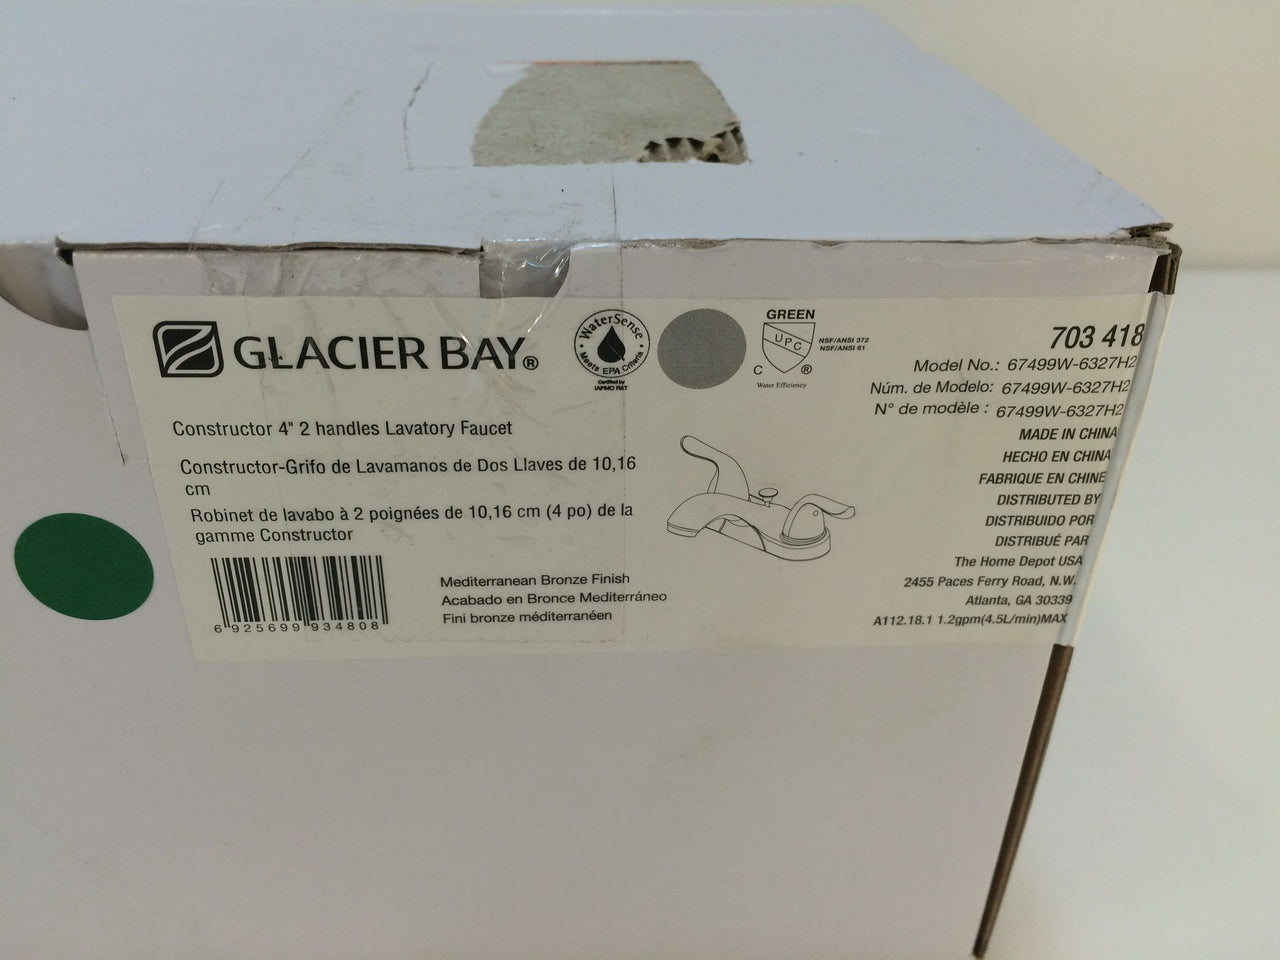 GLACIER BAY®
WaterSense
Meets EPA Criteria
Certified by
IAPMO R&T
GREEN
UPC
C ®
Water Efficiency
NSF/ANSI 372
NSF/ANSI 61
703 418
Model No.: 67499W-6327H2
Núm. de Modelo: 67499W-6327H2
N° de modèle : 67499W-6327H2
MADE IN CHINA
HECHO EN CHINA
FABRIQUE EN CHINE
DISTRIBUTED BY
DISTRIBUIDO POR
DISTRIBUÉ PAR
The Home Depot USA
2455 Paces Ferry Road, N.W.
Atlanta, GA 30339
A112.18.1 1.2gpm(4.5L/min)MAX
Constructor 4" 2 handles Lavatory Faucet
Constructor-Grifo de Lavamanos de Dos Llaves de 10,16
cm
Robinet de lavabo à 2 poignées de 10,16 cm (4 po) de la
gamme Constructor
6 925699 934808
Mediterranean Bronze Finish
Acabado en Bronce Mediterráneo
Fini bronze méditerranéen